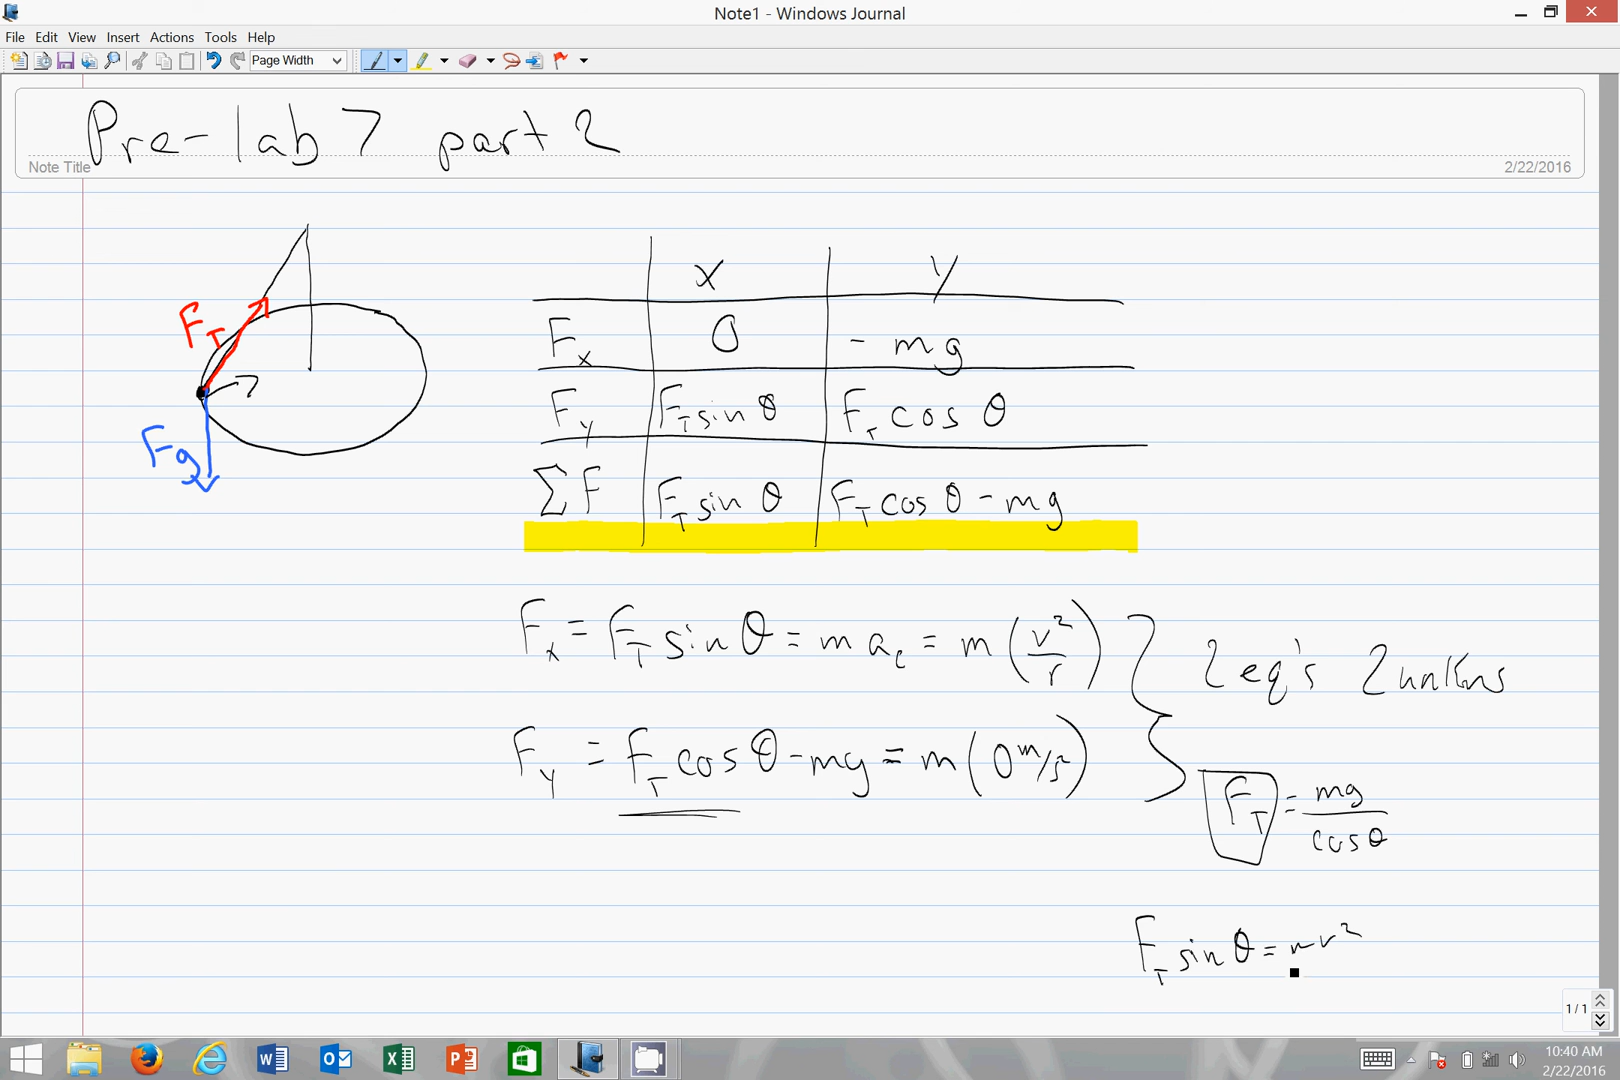 Note1 - Windows Journal
File Edit View Insert Actions Tools Help
Page Width
Pre-lab 7 part 2
Note Title
2/22/2016
x y
F_x 0 - mg
F_y F_T sin θ F_T cos θ
ΣF F_T sin θ F_T cos θ - mg
F_T
F_g
F_x = F_T sin θ = m a_c = m (v²/r)
2 eq's 2 unkns
F_y = F_T cos θ - mg = m (0 m/s²)
F_T = mg/cos θ
F_T sin θ = mv²
1 / 1
10:40 AM
2/22/2016